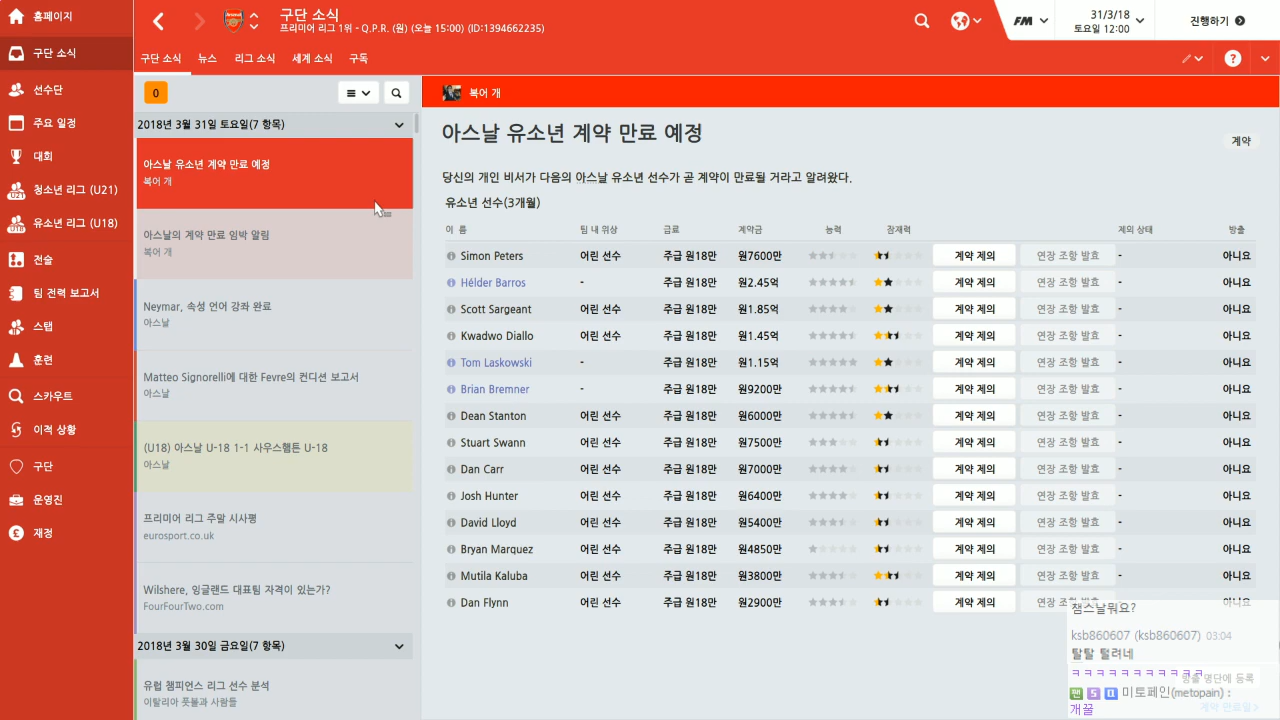 홈페이지
구단 소식
선수단
주요 일정
대회
청소년 리그 (U21)
유소년 리그 (U18)
전술
팀 전력 보고서
스탭
훈련
스카우트
이적 상황
구단
운영진
재정
구단 소식
프리미어 리그 1위 - Q.P.R. (원) (오늘 15:00) (ID:1394662235)
FM
31/3/18
토요일 12:00
진행하기
구단 소식 뉴스 리그 소식 세계 소식 구독
0
2018년 3월 31일 토요일(7 항목)
아스날 유소년 계약 만료 예정
복어 개
아스날의 계약 만료 임박 알림
복어 개
Neymar, 속성 언어 강좌 완료
아스날
Matteo Signorelli에 대한 Fevre의 컨디션 보고서
아스날
(U18) 아스날 U-18 1-1 사우스햄튼 U-18
아스날
프리미어 리그 주말 시사평
eurosport.co.uk
Wilshere, 잉글랜드 대표팀 자격이 있는가?
FourFourTwo.com
2018년 3월 30일 금요일(7 항목)
유럽 챔피언스 리그 선수 분석
이탈리아 풋볼과 사람들
복어 개
아스날 유소년 계약 만료 예정
계약
당신의 개인 비서가 다음의 아스날 유소년 선수가 곧 계약이 만료될 거라고 알려왔다.
유소년 선수(3개월)
이 름 팀 내 위상 급료 계약금 능력 잠재력 제의 상태 방출
Simon Peters 어린 선수 주급 원18만 원7600만 계약 제의 연장 조항 발효 - 아니요
Hélder Barros - 주급 원18만 원2.45억 계약 제의 연장 조항 발효 - 아니요
Scott Sargeant 어린 선수 주급 원18만 원1.85억 계약 제의 연장 조항 발효 - 아니요
Kwadwo Diallo 어린 선수 주급 원18만 원1.45억 계약 제의 연장 조항 발효 - 아니요
Tom Laskowski - 주급 원18만 원1.15억 계약 제의 연장 조항 발효 - 아니요
Brian Bremner - 주급 원18만 원9200만 계약 제의 연장 조항 발효 - 아니요
Dean Stanton 어린 선수 주급 원18만 원6000만 계약 제의 연장 조항 발효 - 아니요
Stuart Swann 어린 선수 주급 원18만 원7500만 계약 제의 연장 조항 발효 - 아니요
Dan Carr 어린 선수 주급 원18만 원7000만 계약 제의 연장 조항 발효 - 아니요
Josh Hunter 어린 선수 주급 원18만 원6400만 계약 제의 연장 조항 발효 - 아니요
David Lloyd 어린 선수 주급 원18만 원5400만 계약 제의 연장 조항 발효 - 아니요
Bryan Marquez 어린 선수 주급 원18만 원4850만 계약 제의 연장 조항 발효 - 아니요
Mutila Kaluba 어린 선수 주급 원18만 원3800만 계약 제의 연장 조항 발효 - 아니요
Dan Flynn 어린 선수 주급 원18만 원2900만 계약 제의 연장 조 아니요
잼스날뭐요?
ksb860607 (ksb860607) 03:04
탈탈 털려네
ㅋㅋㅋㅋㅋㅋㅋㅋㅋㅋㅋ
방출 명단에 등록
팬 S Q 미토페인(metopain) :
개꿀
계약 만료일>